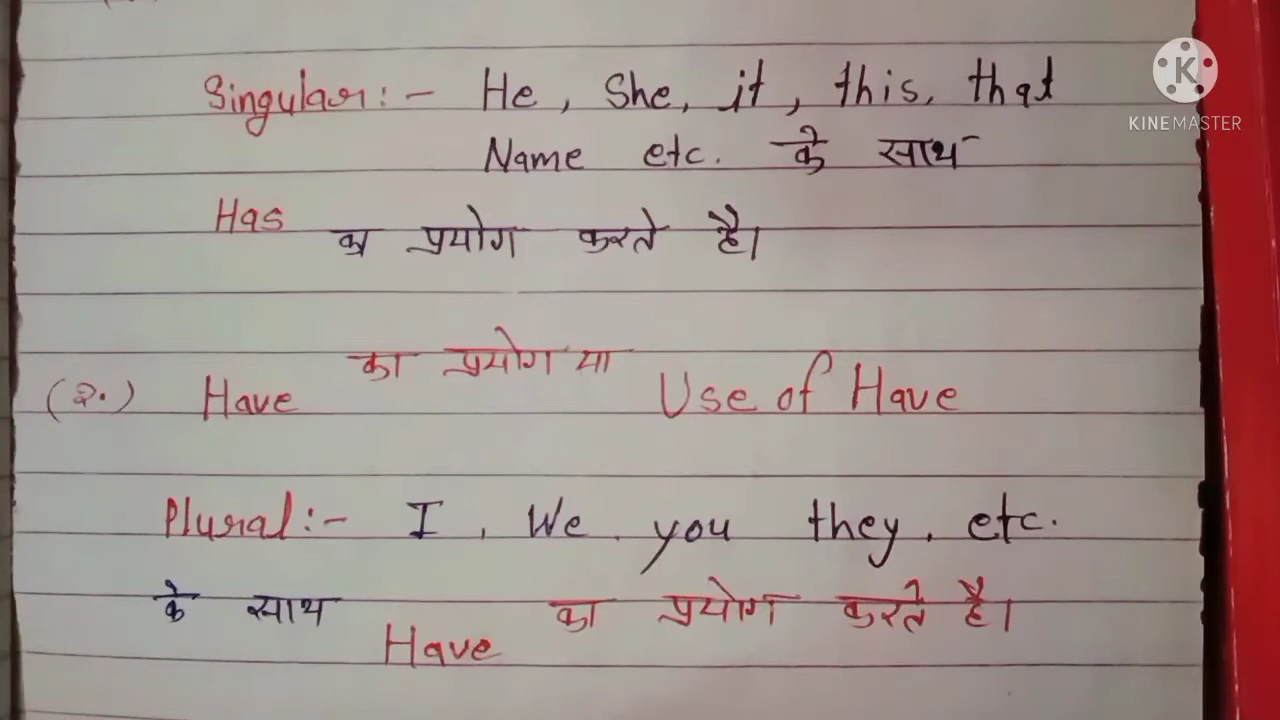 Singular:- He, She, it, this, that
Name etc. के साथ
Has का प्रयोग करते है।
(२.) Have का प्रयोग या Use of Have
Plural:- I, We, you they, etc.
के साथ Have का प्रयोग करते है।
K
KINEMASTER